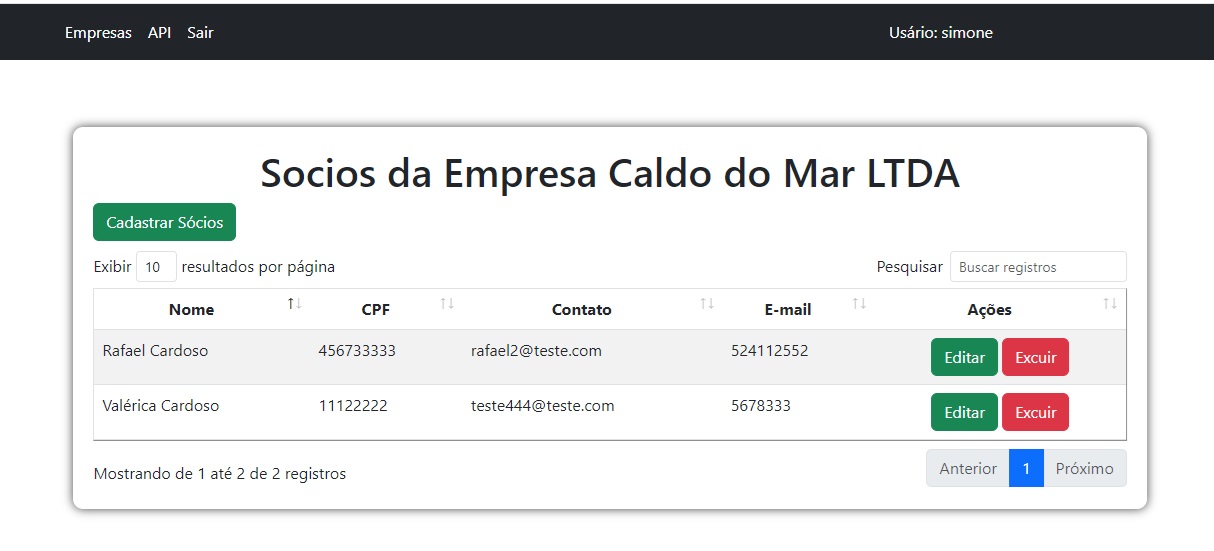 Empresas API Sair Usário: simone
Socios da Empresa Caldo do Mar LTDA
Cadastrar Sócios
Exibir 10 resultados por página Pesquisar Buscar registros
Nome CPF Contato E-mail Ações
Rafael Cardoso 456733333 rafael2@teste.com 524112552 Editar Excuir
Valérica Cardoso 11122222 teste444@teste.com 5678333 Editar Excuir
Mostrando de 1 até 2 de 2 registros Anterior 1 Próximo